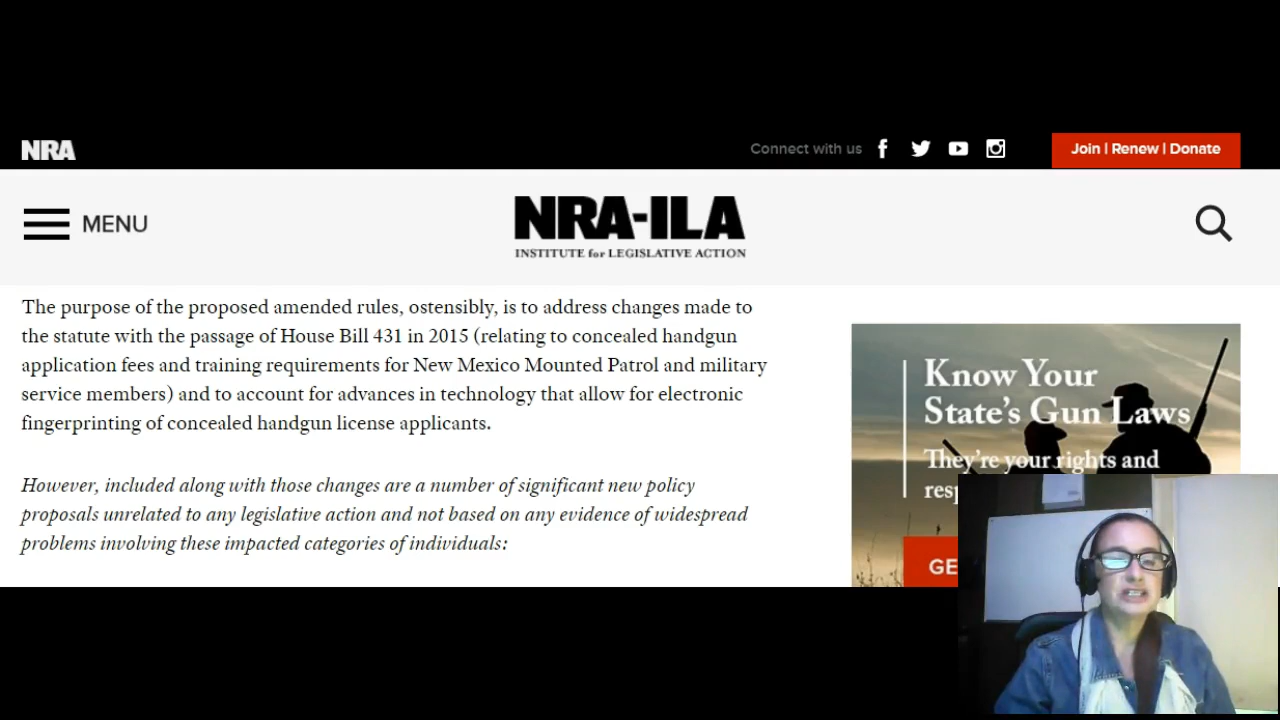 NRA
Connect with us
Join | Renew | Donate
MENU
NRA-ILA
INSTITUTE for LEGISLATIVE ACTION
The purpose of the proposed amended rules, ostensibly, is to address changes made to
the statute with the passage of House Bill 431 in 2015 (relating to concealed handgun
application fees and training requirements for New Mexico Mounted Patrol and military
service members) and to account for advances in technology that allow for electronic
fingerprinting of concealed handgun license applicants.
However, included along with those changes are a number of significant new policy
proposals unrelated to any legislative action and not based on any evidence of widespread
problems involving these impacted categories of individuals:
Know Your
State's Gun Laws
They're your rights and